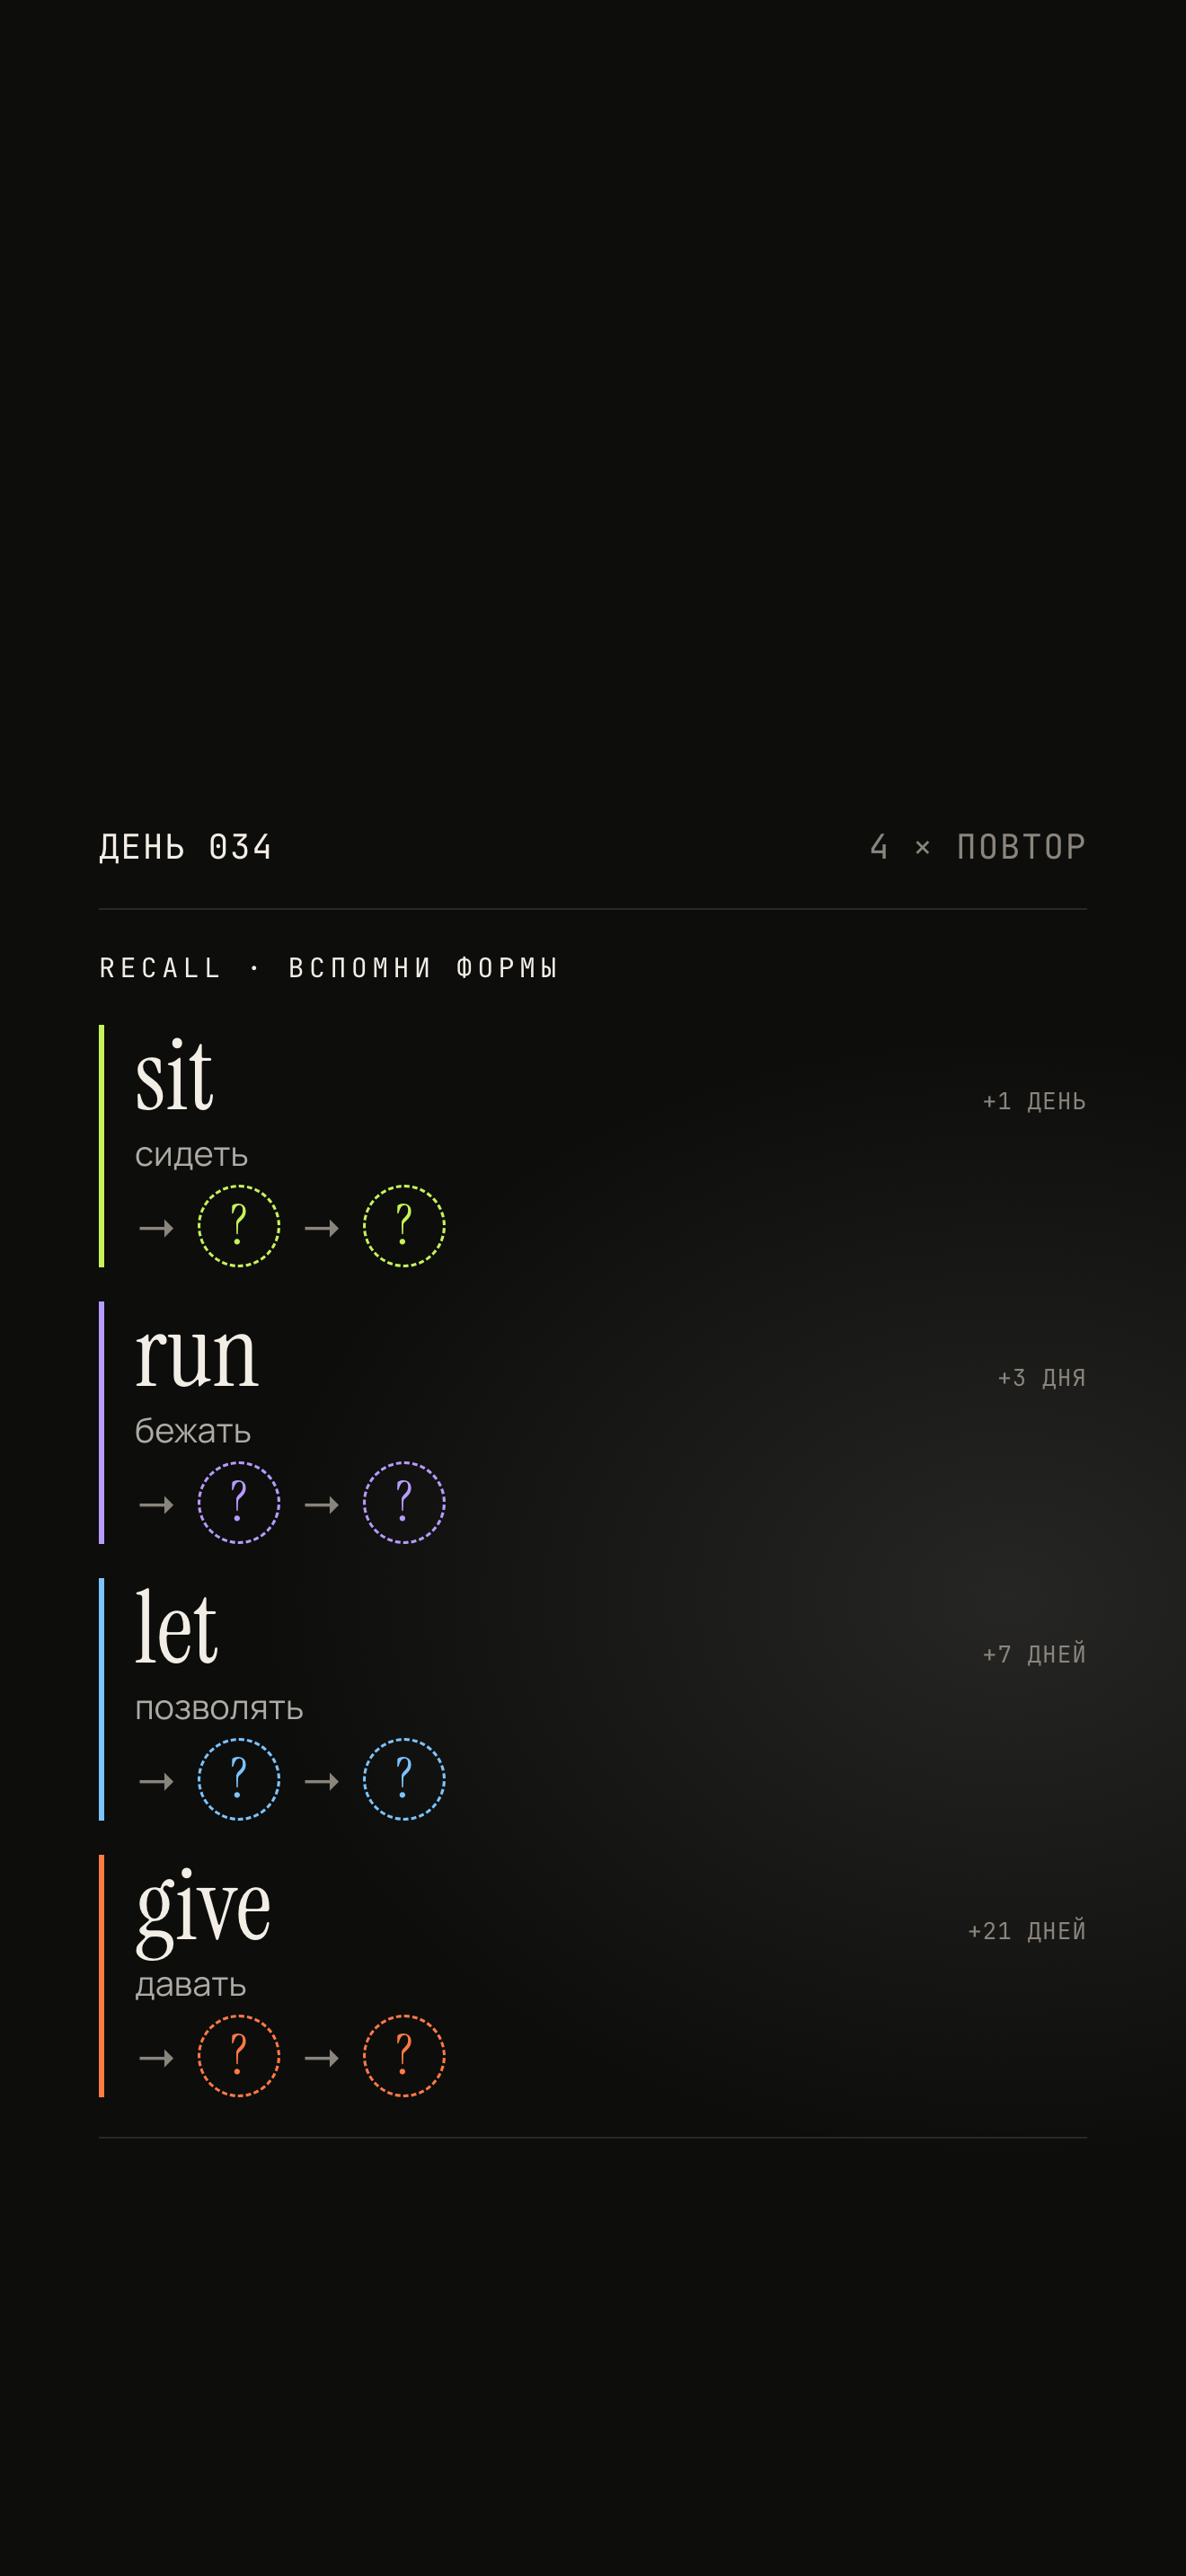 ДЕНЬ 034
4 × ПОВТОР
RECALL · ВСПОМНИ ФОРМЫ
sit
+1 ДЕНЬ
сидеть
→ ? → ?
run
+3 ДНЯ
бежать
→ ? → ?
let
+7 ДНЕЙ
позволять
→ ? → ?
give
+21 ДНЕЙ
давать
→ ? → ?